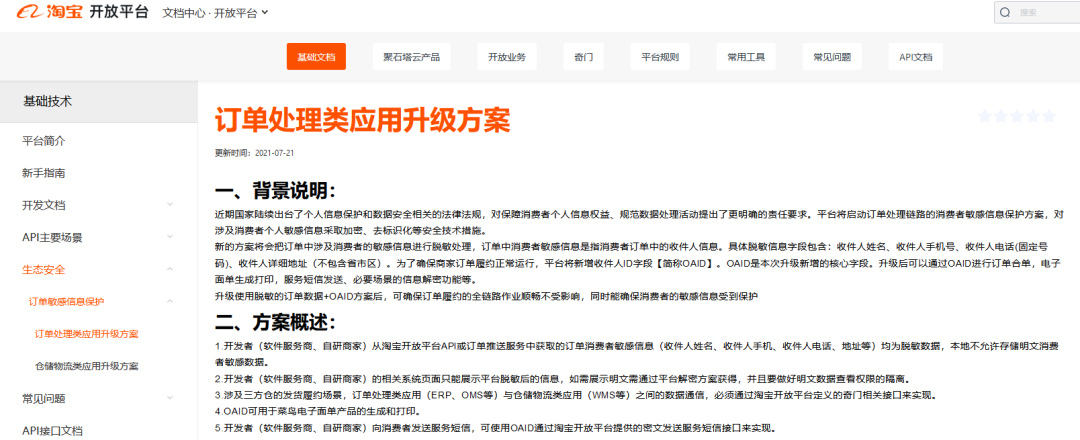 淘宝 开放平台 文档中心 · 开放平台
搜索
基础文档 聚石塔云产品 开放业务 奇门 平台规则 常用工具 常见问题 API文档
基础技术
平台简介
新手指南
开发文档
API主要场景
生态安全
订单敏感信息保护
订单处理类应用升级方案
仓储物流类应用升级方案
常见问题
API接口文档
订单处理类应用升级方案
更新时间：2021-07-21
一、背景说明：
近期国家陆续出台了个人信息保护和数据安全相关的法律法规，对保障消费者个人信息权益、规范数据处理活动提出了更明确的责任要求。平台将启动订单处理链路的消费者敏感信息保护方案，对
涉及消费者个人敏感信息采取加密、去标识化等安全技术措施。
新的方案将会把订单中涉及消费者的敏感信息进行脱敏处理，订单中消费者敏感信息是指消费者订单中的收件人信息。具体脱敏信息字段包含：收件人姓名、收件人手机号、收件人电话(固定号
码)、收件人详细地址（不包含省市区）。为了确保商家订单履约正常运行，平台将新增收件人ID字段【简称OAID】。OAID是本次升级新增的核心字段。升级后可以通过OAID进行订单合单，电子
面单生成打印，服务短信发送、必要场景的信息解密功能等。
升级使用脱敏的订单数据+OAID方案后，可确保订单履约的全链路作业顺畅不受影响，同时能确保消费者的敏感信息受到保护
二、方案概述：
1.开发者（软件服务商、自研商家）从淘宝开放平台API或订单推送服务中获取的订单消费者敏感信息（收件人姓名、收件人手机、收件人电话、地址等）均为脱敏数据，本地不允许存储明文消费
者敏感数据。
2.开发者（软件服务商、自研商家）的相关系统页面只能展示平台脱敏后的信息，如需展示明文需通过平台解密方案获得，并且要做好明文数据查看权限的隔离。
3.涉及三方仓的发货履约场景，订单处理类应用（ERP、OMS等）与仓储物流类应用（WMS等）之间的数据通信，必须通过淘宝开放平台定义的奇门相关接口来实现。
4.OAID可用于菜鸟电子面单产品的生成和打印。
5.开发者（软件服务商、自研商家）向消费者发送服务短信，可使用OAID通过淘宝开放平台提供的密文发送服务短信接口来实现。